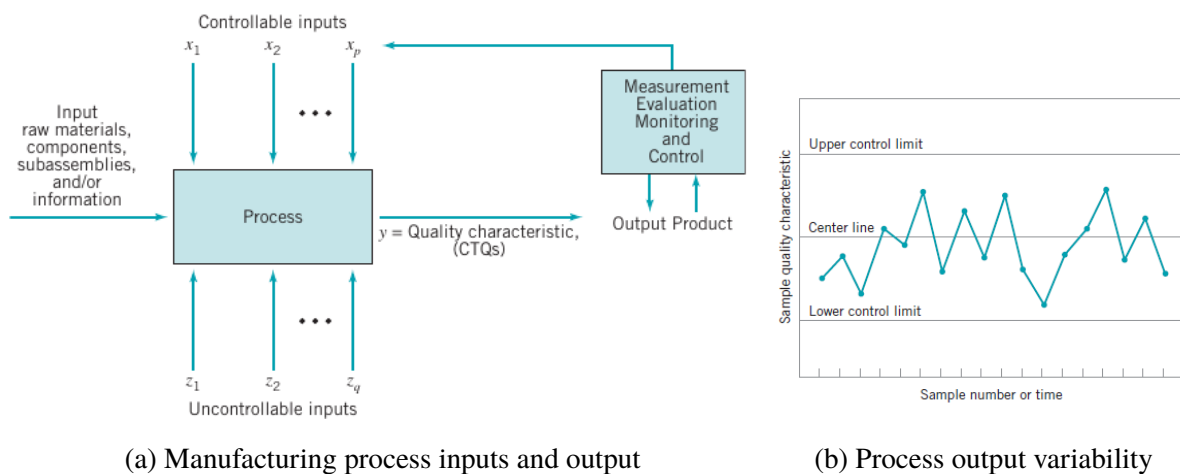 Controllable inputs
x1 x2 xp
Input
raw materials,
components,
subassemblies,
and/or
information
Process
y = Quality characteristic,
(CTQs)
Measurement
Evaluation
Monitoring
and
Control
Output Product
z1 z2 zq
Uncontrollable inputs
(a) Manufacturing process inputs and output
Sample quality characteristic
Upper control limit
Center line
Lower control limit
Sample number or time
(b) Process output variability